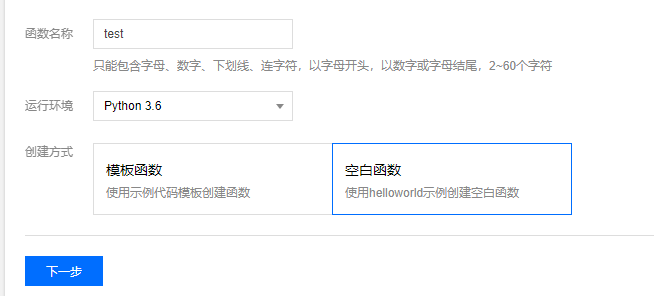 函数名称 test
只能包含字母、数字、下划线、连字符，以字母开头，以数字或字母结尾，2~60个字符
运行环境 Python 3.6
创建方式
模板函数 空白函数
使用示例代码模板创建函数 使用helloworld示例创建空白函数
下一步